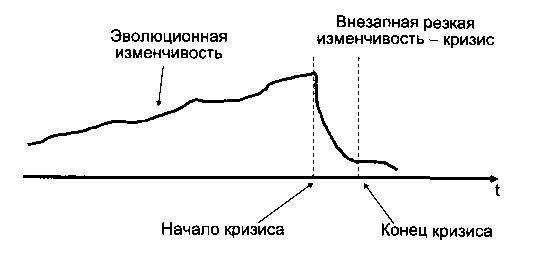 Эволюционная
изменчивость
Внезапная резкая
изменчивость – кризис
t
Начало кризиса
Конец кризиса